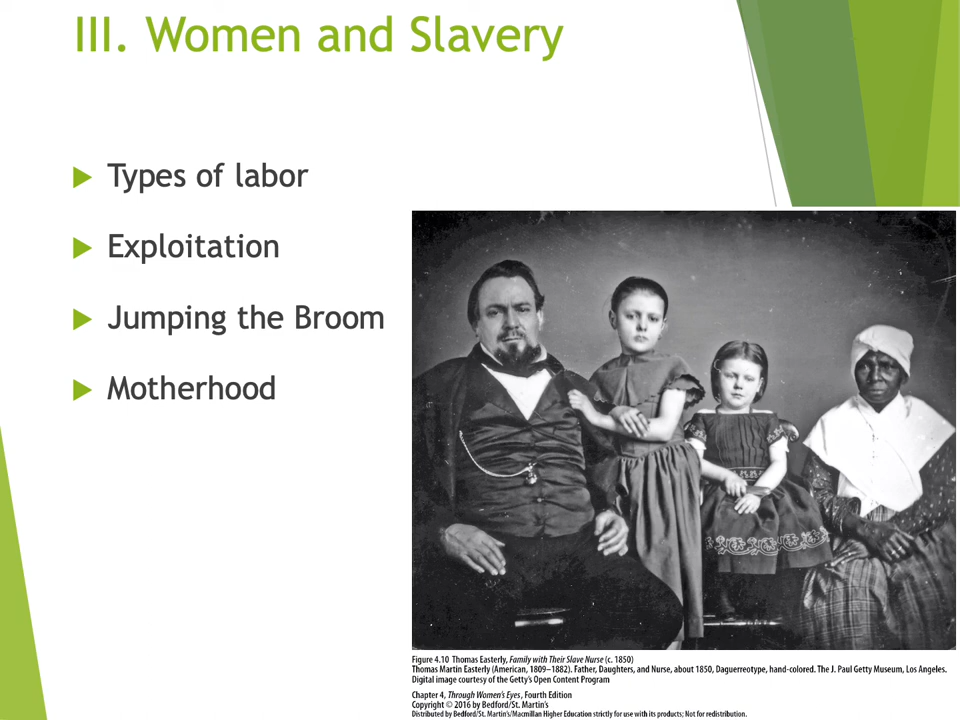 III. Women and Slavery
Types of labor
Exploitation
Jumping the Broom
Motherhood
Figure 4.10 Thomas Easterly, Family with Their Slave Nurse (c. 1850)
Thomas Martin Easterly (American, 1809–1882). Father, Daughters, and Nurse, about 1850, Daguerreotype, hand-colored. The J. Paul Getty Museum, Los Angeles.
Digital image courtesy of the Getty's Open Content Program
Chapter 4, Through Women's Eyes, Fourth Edition
Copyright © 2016 by Bedford/St. Martin's
Distributed by Bedford/St. Martin's/Macmillan Higher Education strictly for use with its products; Not for redistribution.